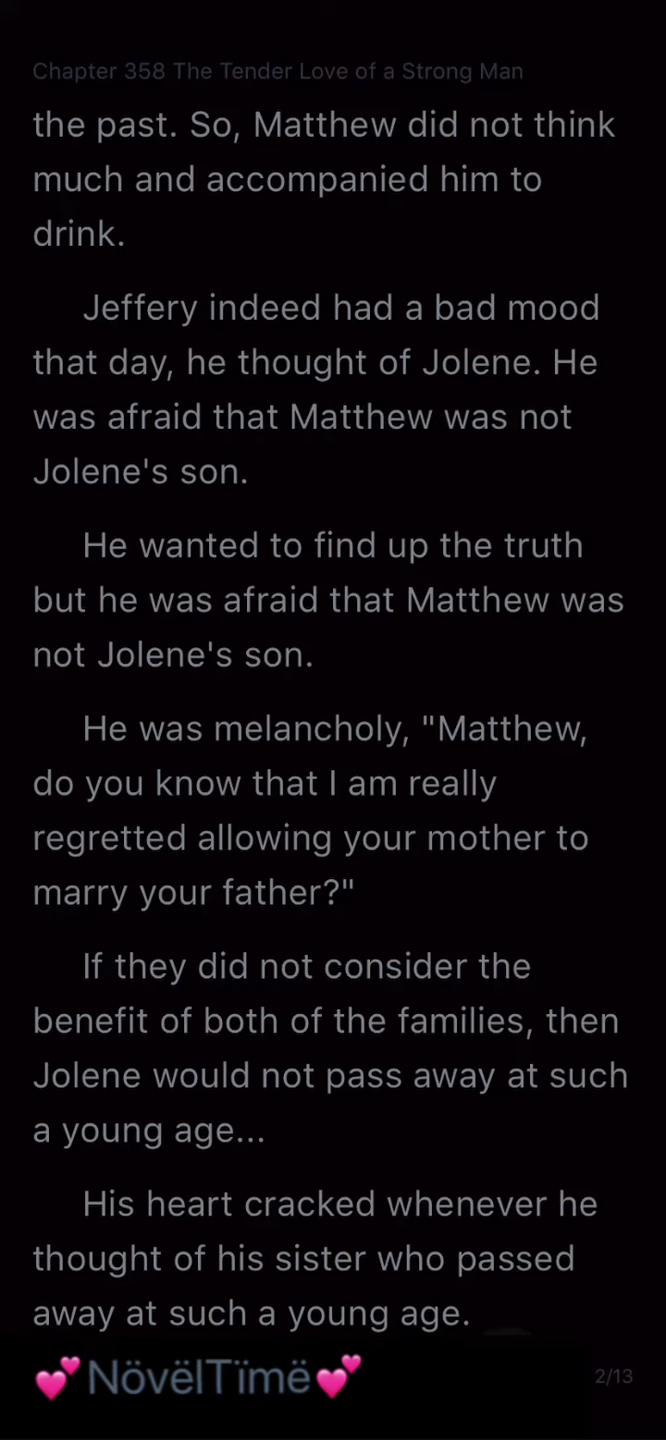 Chapter 358 The Tender Love of a Strong Man
the past. So, Matthew did not think
much and accompanied him to
drink.
Jeffery indeed had a bad mood
that day, he thought of Jolene. He
was afraid that Matthew was not
Jolene's son.
He wanted to find up the truth
but he was afraid that Matthew was
not Jolene's son.
He was melancholy, "Matthew,
do you know that I am really
regretted allowing your mother to
marry your father?"
If they did not consider the
benefit of both of the families, then
Jolene would not pass away at such
a young age...
His heart cracked whenever he
thought of his sister who passed
away at such a young age.
💕NövëlTïmë💕
2/13